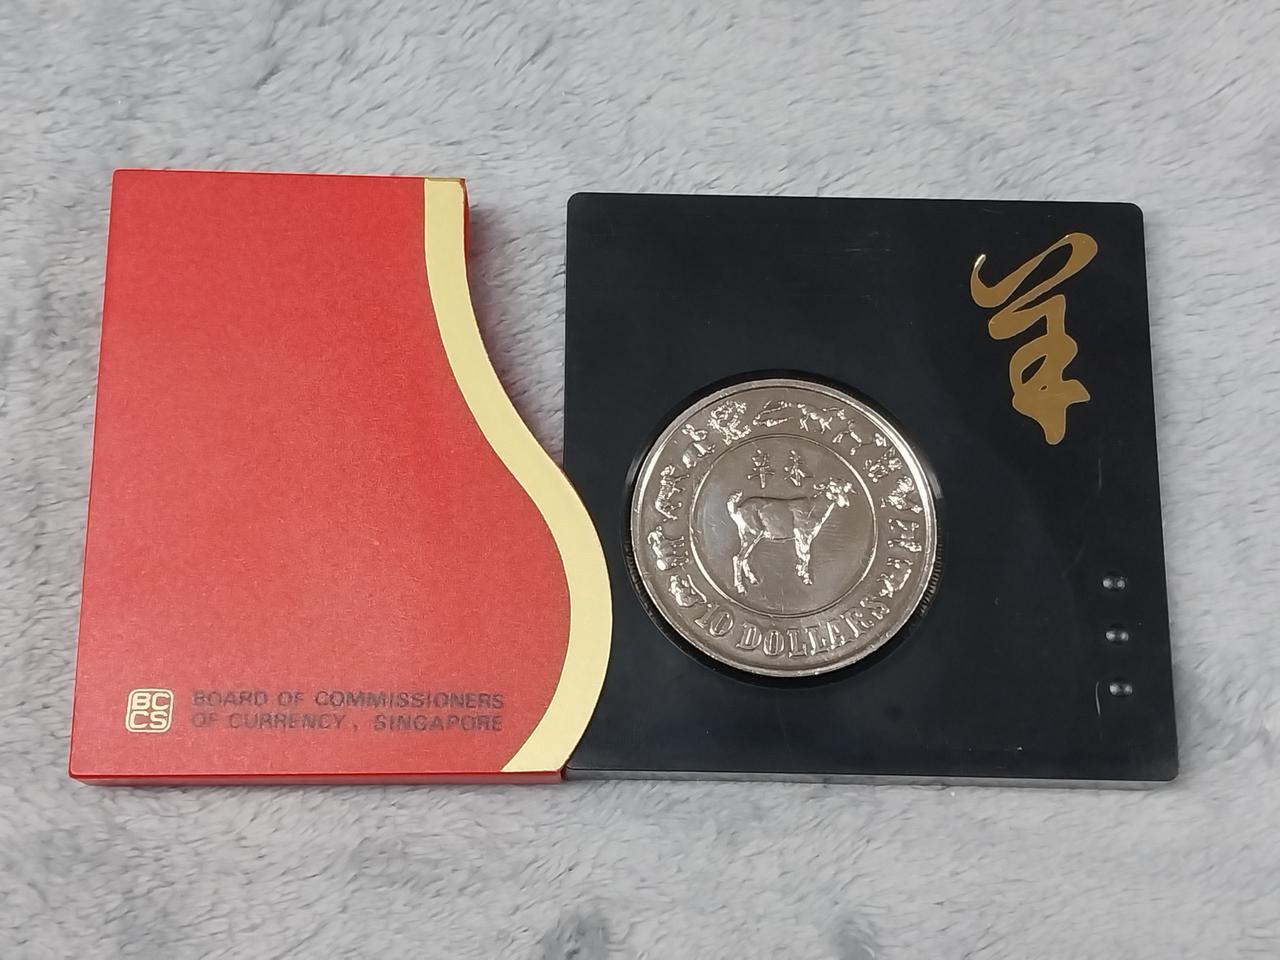 BC
CS
BOARD OF COMMISSIONERS
OF CURRENCY, SINGAPORE
羊
辛未
10 DOLLARS